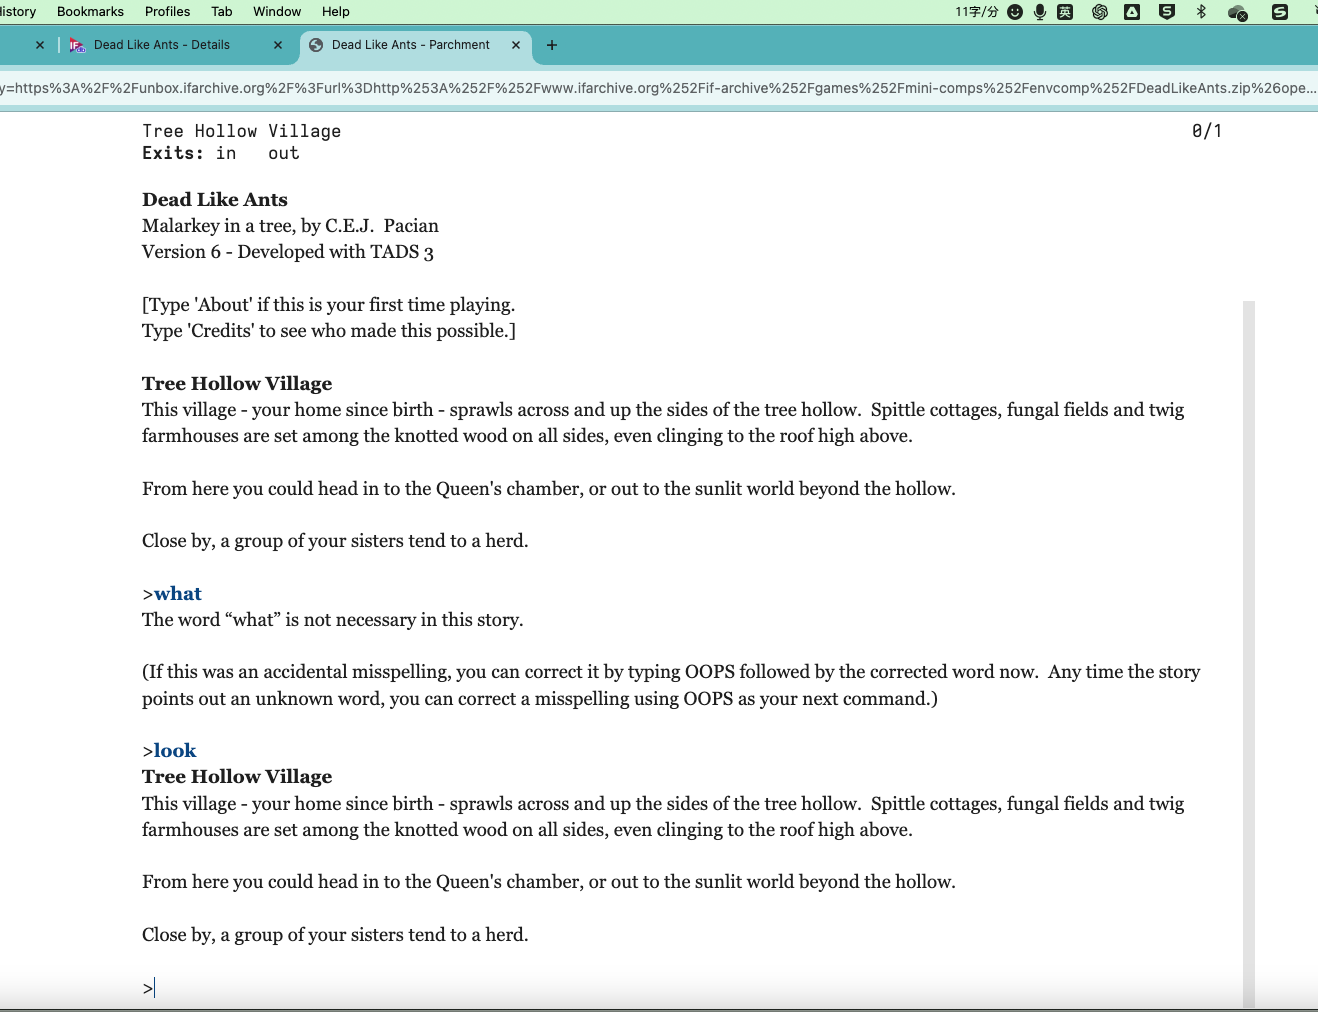 History Bookmarks Profiles Tab Window Help 11字/分 英
Dead Like Ants - Details Dead Like Ants - Parchment
y=https%3A%2F%2Funbox.ifarchive.org%2F%3Furl%3Dhttp%253A%252F%252Fwww.ifarchive.org%252Fif-archive%252Fgames%252Fmini-comps%252Fenvcomp%252FDeadLikeAnts.zip%26ope...
Tree Hollow Village 0/1
Exits: in out
Dead Like Ants
Malarkey in a tree, by C.E.J. Pacian
Version 6 - Developed with TADS 3
[Type 'About' if this is your first time playing.
Type 'Credits' to see who made this possible.]
Tree Hollow Village
This village - your home since birth - sprawls across and up the sides of the tree hollow. Spittle cottages, fungal fields and twig
farmhouses are set among the knotted wood on all sides, even clinging to the roof high above.
From here you could head in to the Queen's chamber, or out to the sunlit world beyond the hollow.
Close by, a group of your sisters tend to a herd.
>what
The word “what” is not necessary in this story.
(If this was an accidental misspelling, you can correct it by typing OOPS followed by the corrected word now. Any time the story
points out an unknown word, you can correct a misspelling using OOPS as your next command.)
>look
Tree Hollow Village
This village - your home since birth - sprawls across and up the sides of the tree hollow. Spittle cottages, fungal fields and twig
farmhouses are set among the knotted wood on all sides, even clinging to the roof high above.
From here you could head in to the Queen's chamber, or out to the sunlit world beyond the hollow.
Close by, a group of your sisters tend to a herd.
>